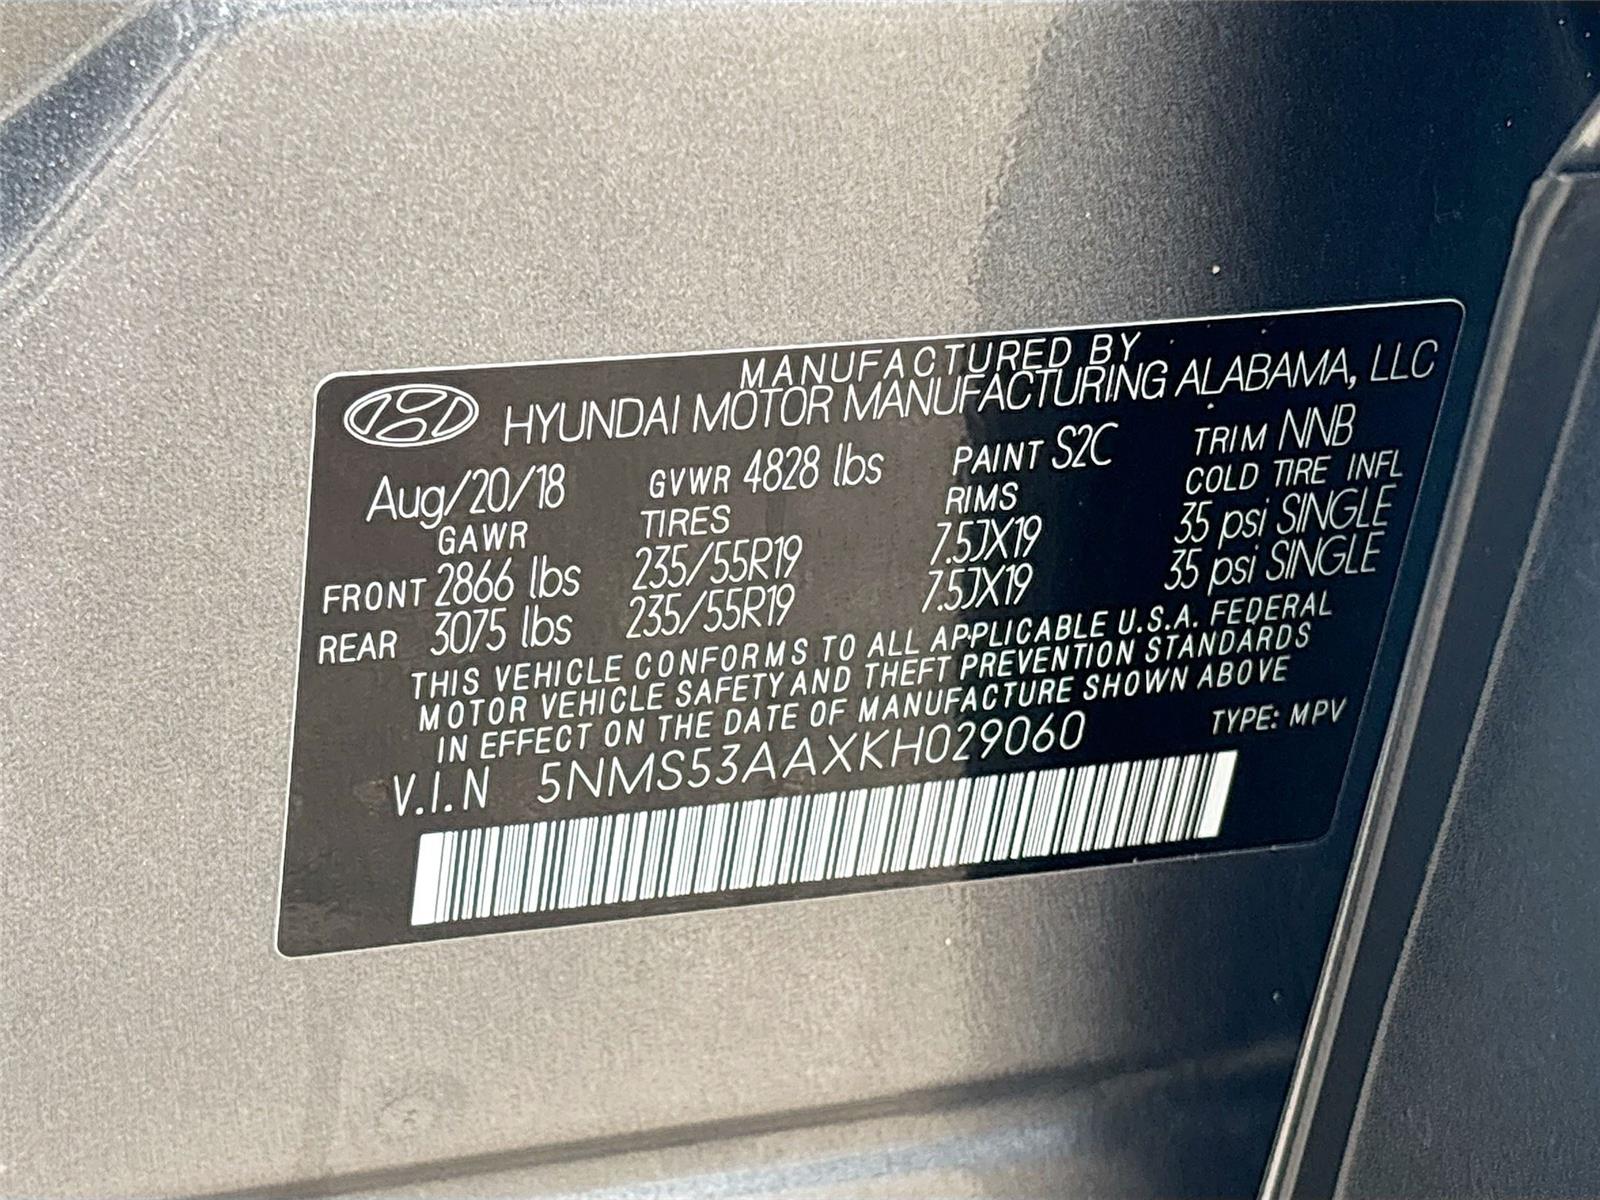 MANUFACTURED BY
HYUNDAI MOTOR MANUFACTURING ALABAMA, LLC
Aug/20/18 GVWR 4828 lbs PAINT S2C TRIM NNB
GAWR TIRES RIMS COLD TIRE INFL
FRONT 2866 lbs 235/55R19 7.5JX19 35 psi SINGLE
REAR 3075 lbs 235/55R19 7.5JX19 35 psi SINGLE
THIS VEHICLE CONFORMS TO ALL APPLICABLE U.S.A. FEDERAL
MOTOR VEHICLE SAFETY AND THEFT PREVENTION STANDARDS
IN EFFECT ON THE DATE OF MANUFACTURE SHOWN ABOVE
V.I.N 5NMS53AAXKH029060 TYPE: MPV